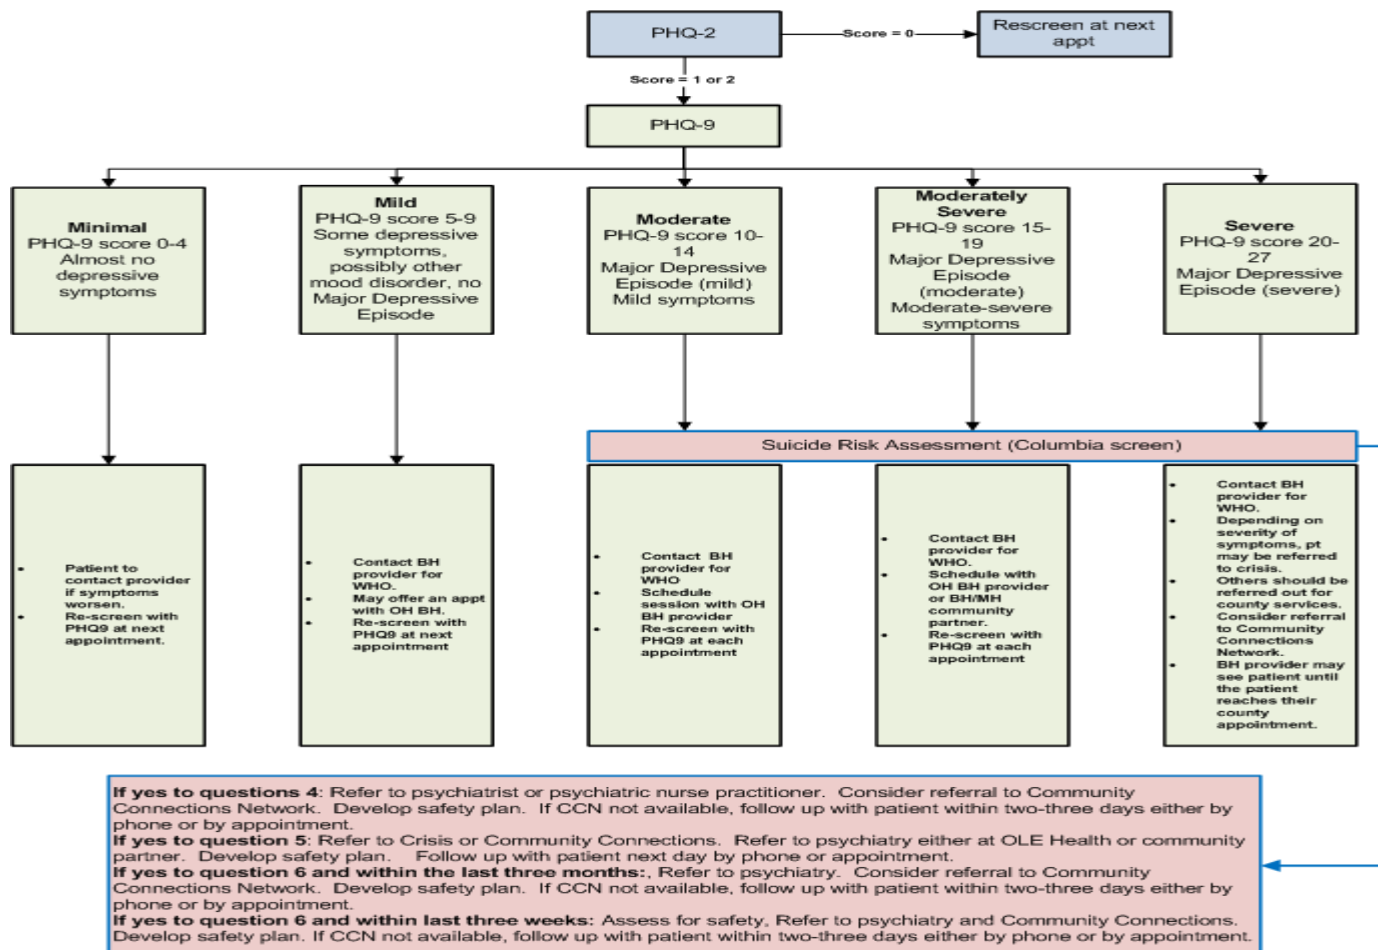 PHQ-2
Score = 0
Rescreen at next
appt
Score = 1 or 2
PHQ-9
Minimal
PHQ-9 score 0-4
Almost no
depressive
symptoms
Mild
PHQ-9 score 5-9
Some depressive
symptoms,
possibly other
mood disorder, no
Major Depressive
Episode
Moderate
PHQ-9 score 10-
14
Major Depressive
Episode (mild)
Mild symptoms
Moderately
Severe
PHQ-9 score 15-
19
Major Depressive
Episode
(moderate)
Moderate-severe
symptoms
Severe
PHQ-9 score 20-
27
Major Depressive
Episode (severe)
Suicide Risk Assessment (Columbia screen)
• Patient to
contact provider
if symptoms
worsen.
• Re-screen with
PHQ9 at next
appointment.
• Contact BH
provider for
WHO.
• May offer an appt
with OH BH.
• Re-screen with
PHQ9 at next
appointment
• Contact BH
provider for
WHO
• Schedule
session with OH
BH provider
• Re-screen with
PHQ9 at each
appointment
• Contact BH
provider for
WHO.
• Schedule with
OH BH provider
or BH/MH
community
partner.
• Re-screen with
PHQ9 at each
appointment
• Contact BH
provider for
WHO.
• Depending on
severity of
symptoms, pt
may be referred
to crisis.
• Others should be
referred out for
county services.
• Consider referral
to Community
Connections
Network.
• BH provider may
see patient until
the patient
reaches their
county
appointment.
If yes to questions 4: Refer to psychiatrist or psychiatric nurse practitioner. Consider referral to Community
Connections Network. Develop safety plan. If CCN not available, follow up with patient within two-three days either by
phone or by appointment.
If yes to question 5: Refer to Crisis or Community Connections. Refer to psychiatry either at OLE Health or community
partner. Develop safety plan. Follow up with patient next day by phone or appointment.
If yes to question 6 and within the last three months:, Refer to psychiatry. Consider referral to Community
Connections Network. Develop safety plan. If CCN not available, follow up with patient within two-three days either by
phone or by appointment.
If yes to question 6 and within last three weeks: Assess for safety, Refer to psychiatry and Community Connections.
Develop safety plan. If CCN not available, follow up with patient within two-three days either by phone or by appointment.